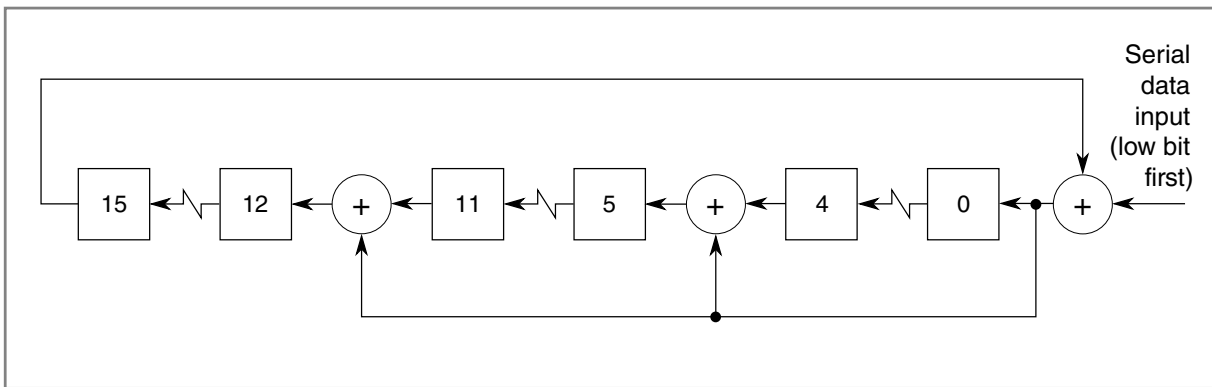 Serial
data
input
(low bit
first)
15 12 + 11 5 + 4 0 +